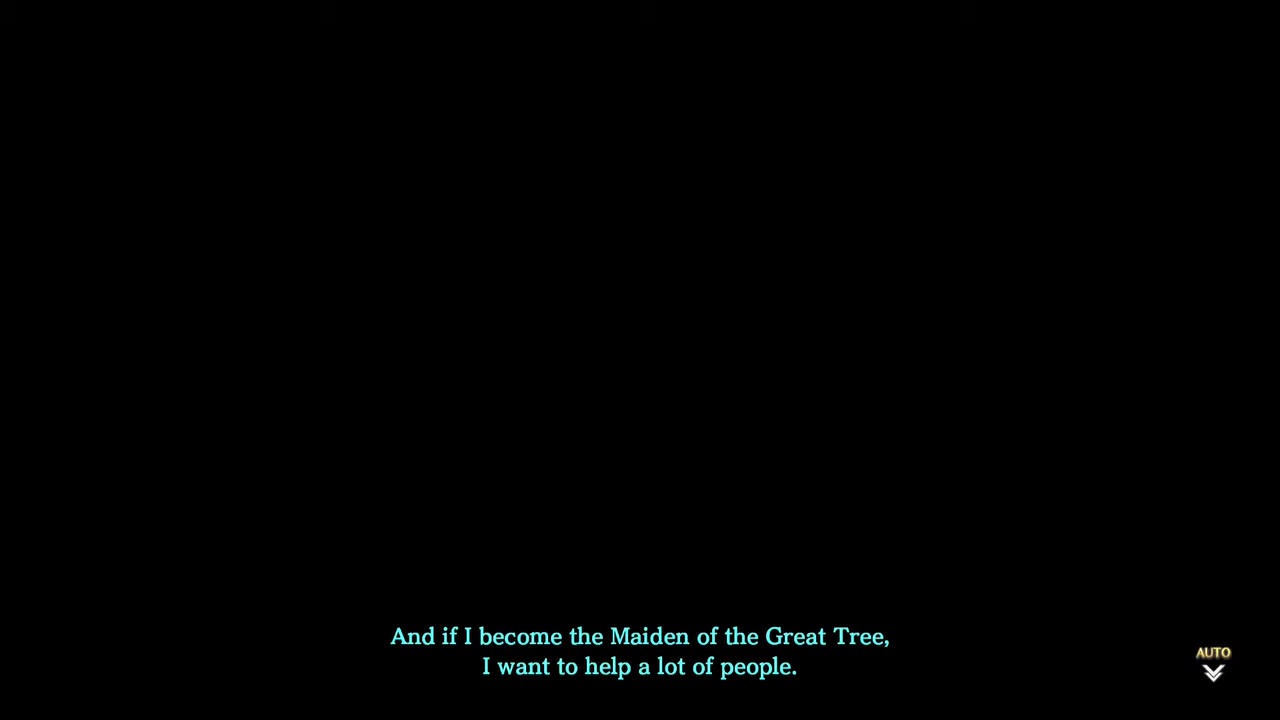 And if I become the Maiden of the Great Tree,
I want to help a lot of people.
AUTO